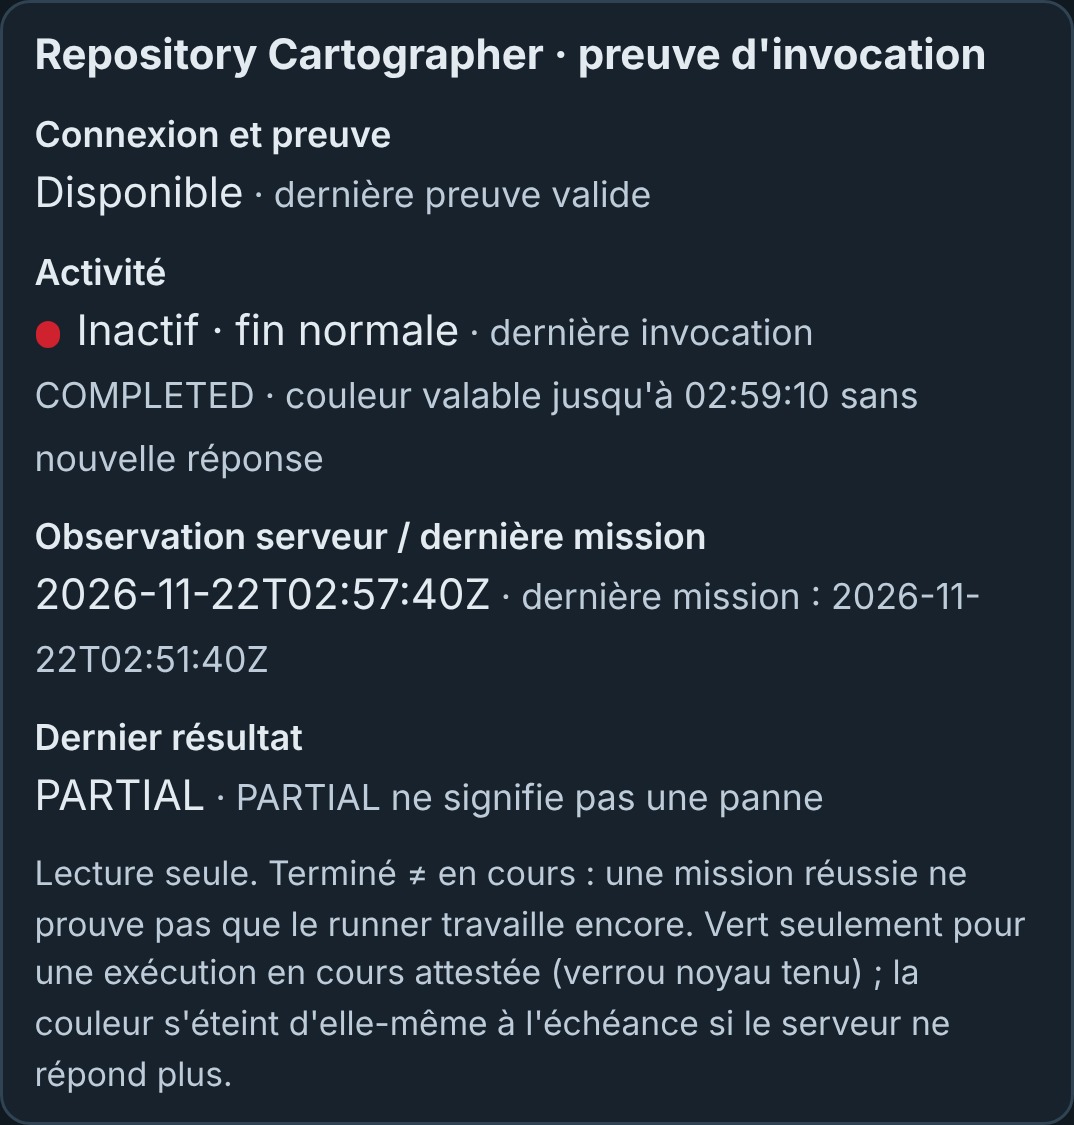 Repository Cartographer · preuve d'invocation
Connexion et preuve
Disponible · dernière preuve valide
Activité
Inactif · fin normale · dernière invocation
COMPLETED · couleur valable jusqu'à 02:59:10 sans
nouvelle réponse
Observation serveur / dernière mission
2026-11-22T02:57:40Z · dernière mission : 2026-11-
22T02:51:40Z
Dernier résultat
PARTIAL · PARTIAL ne signifie pas une panne
Lecture seule. Terminé ≠ en cours : une mission réussie ne
prouve pas que le runner travaille encore. Vert seulement pour
une exécution en cours attestée (verrou noyau tenu) ; la
couleur s'éteint d'elle-même à l'échéance si le serveur ne
répond plus.